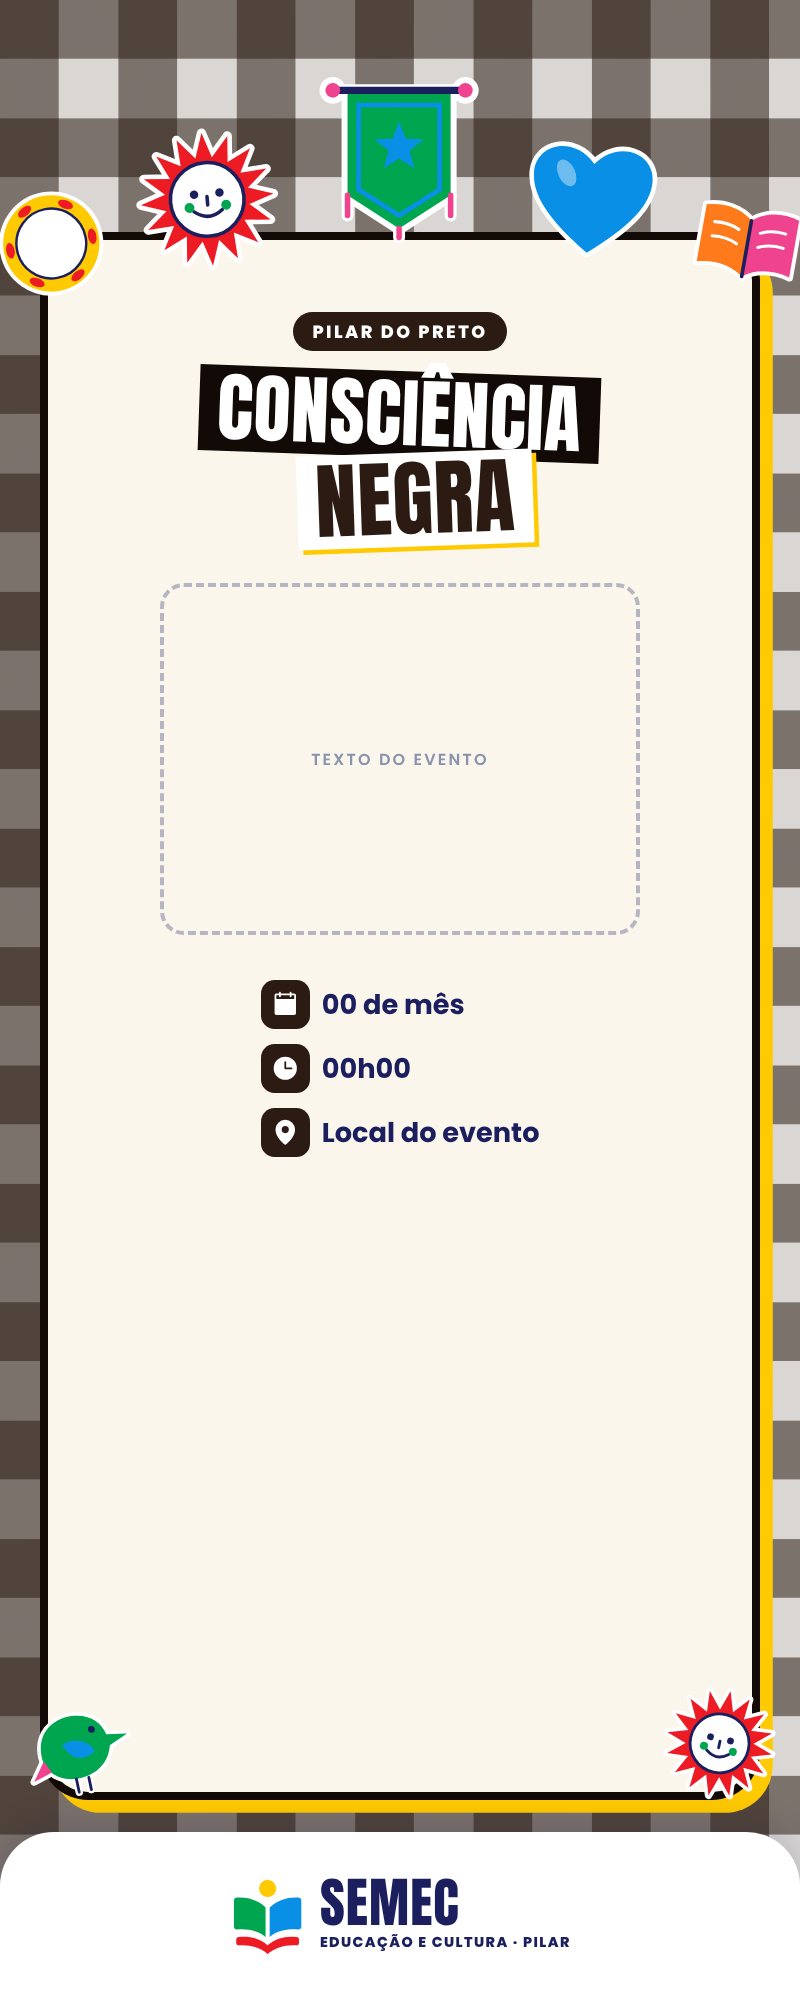 PILAR DO PRETO
CONSCIÊNCIA
NEGRA
TEXTO DO EVENTO
00 de mês
00h00
Local do evento
SEMEC
EDUCAÇÃO E CULTURA · PILAR